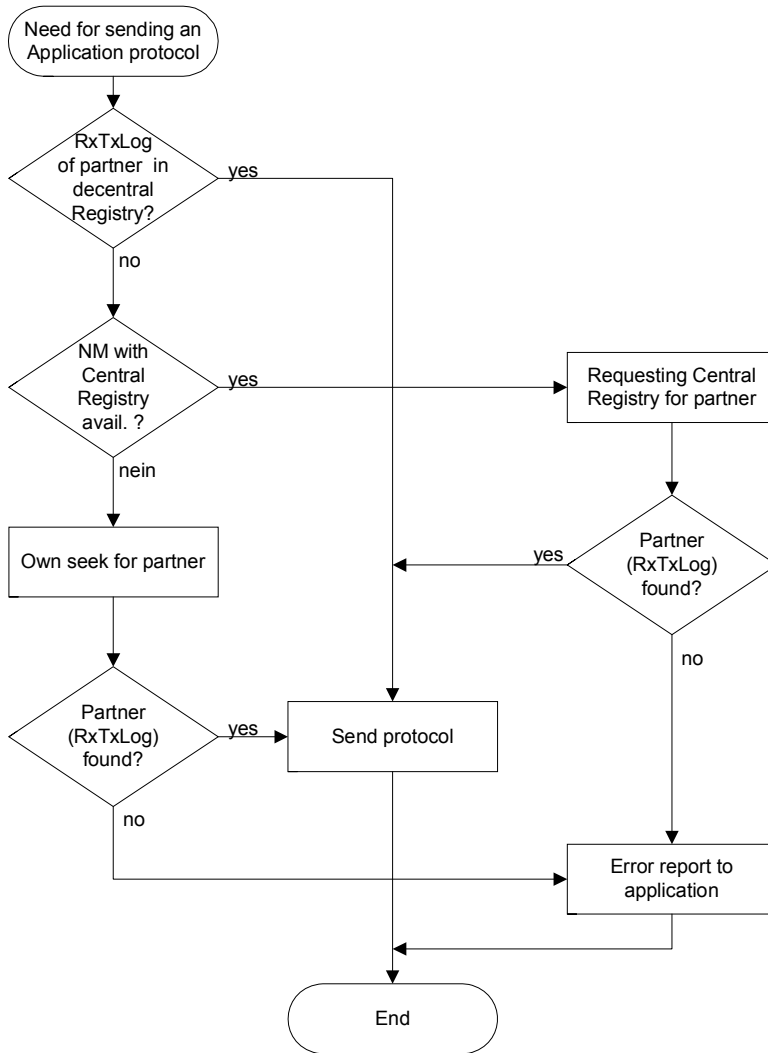 Need for sending an
Application protocol
RxTxLog
of partner in
decentral
Registry?
yes
no
NM with
Central
Registry
avail. ?
yes
Requesting Central
Registry for partner
nein
Own seek for partner
Partner
(RxTxLog)
found?
yes
no
Partner
(RxTxLog)
found?
yes
Send protocol
no
Error report to
application
End